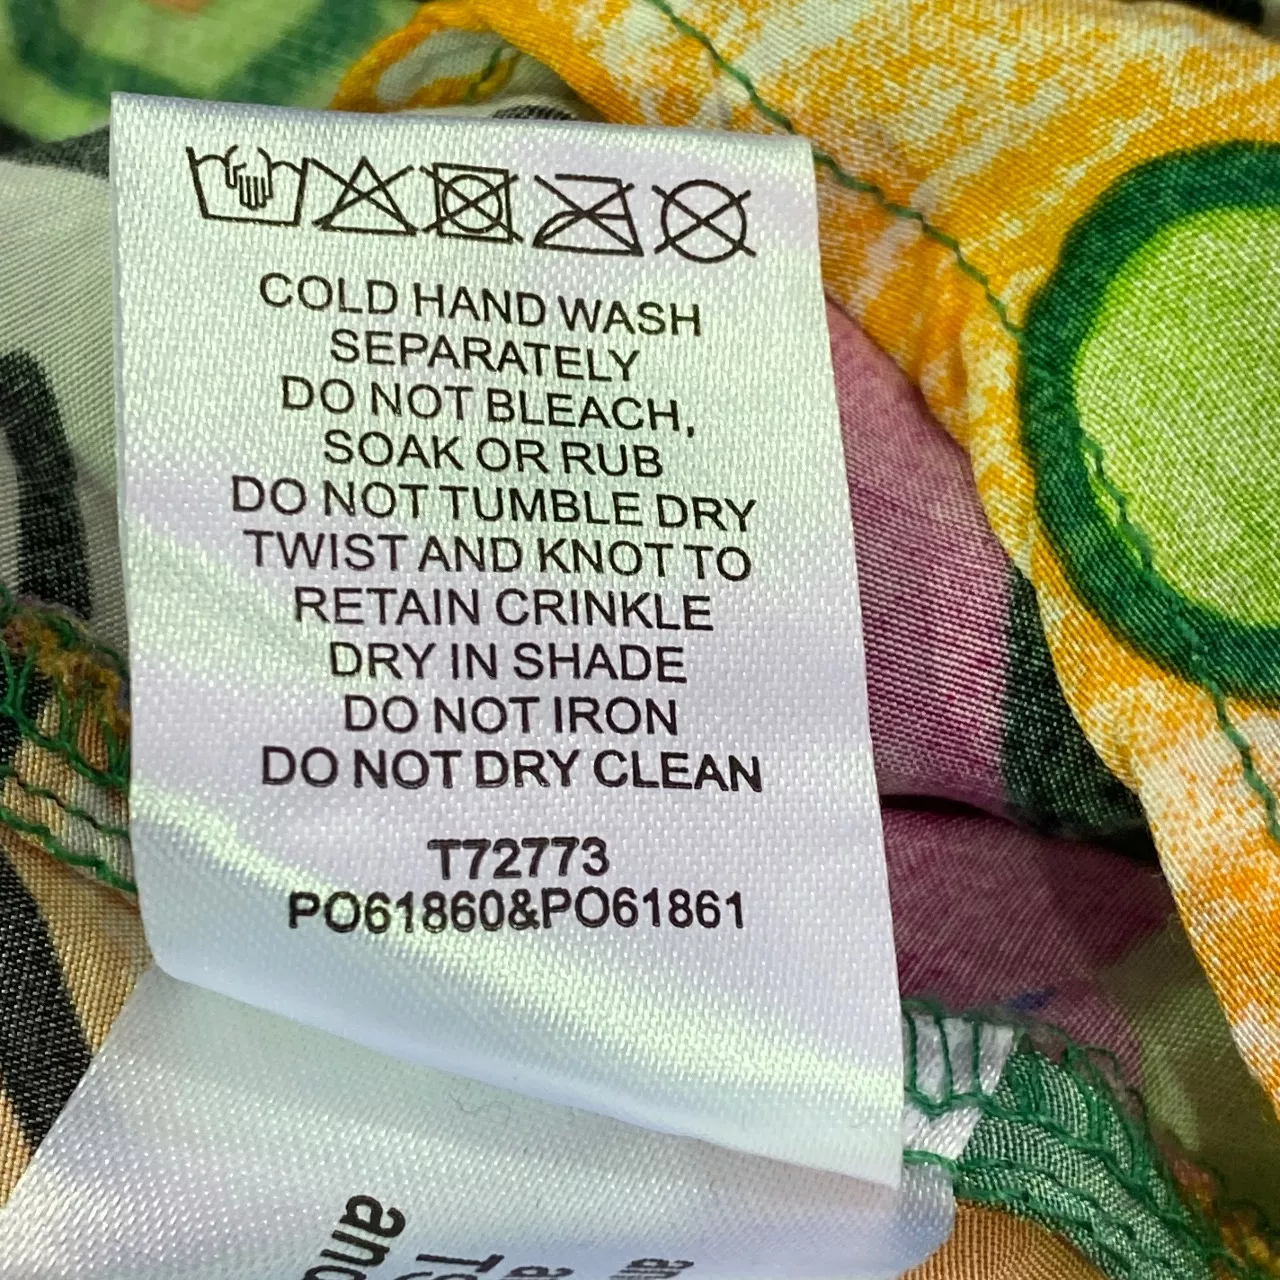 COLD HAND WASH
SEPARATELY
DO NOT BLEACH,
SOAK OR RUB
DO NOT TUMBLE DRY
TWIST AND KNOT TO
RETAIN CRINKLE
DRY IN SHADE
DO NOT IRON
DO NOT DRY CLEAN
T72773
PO61860&PO61861